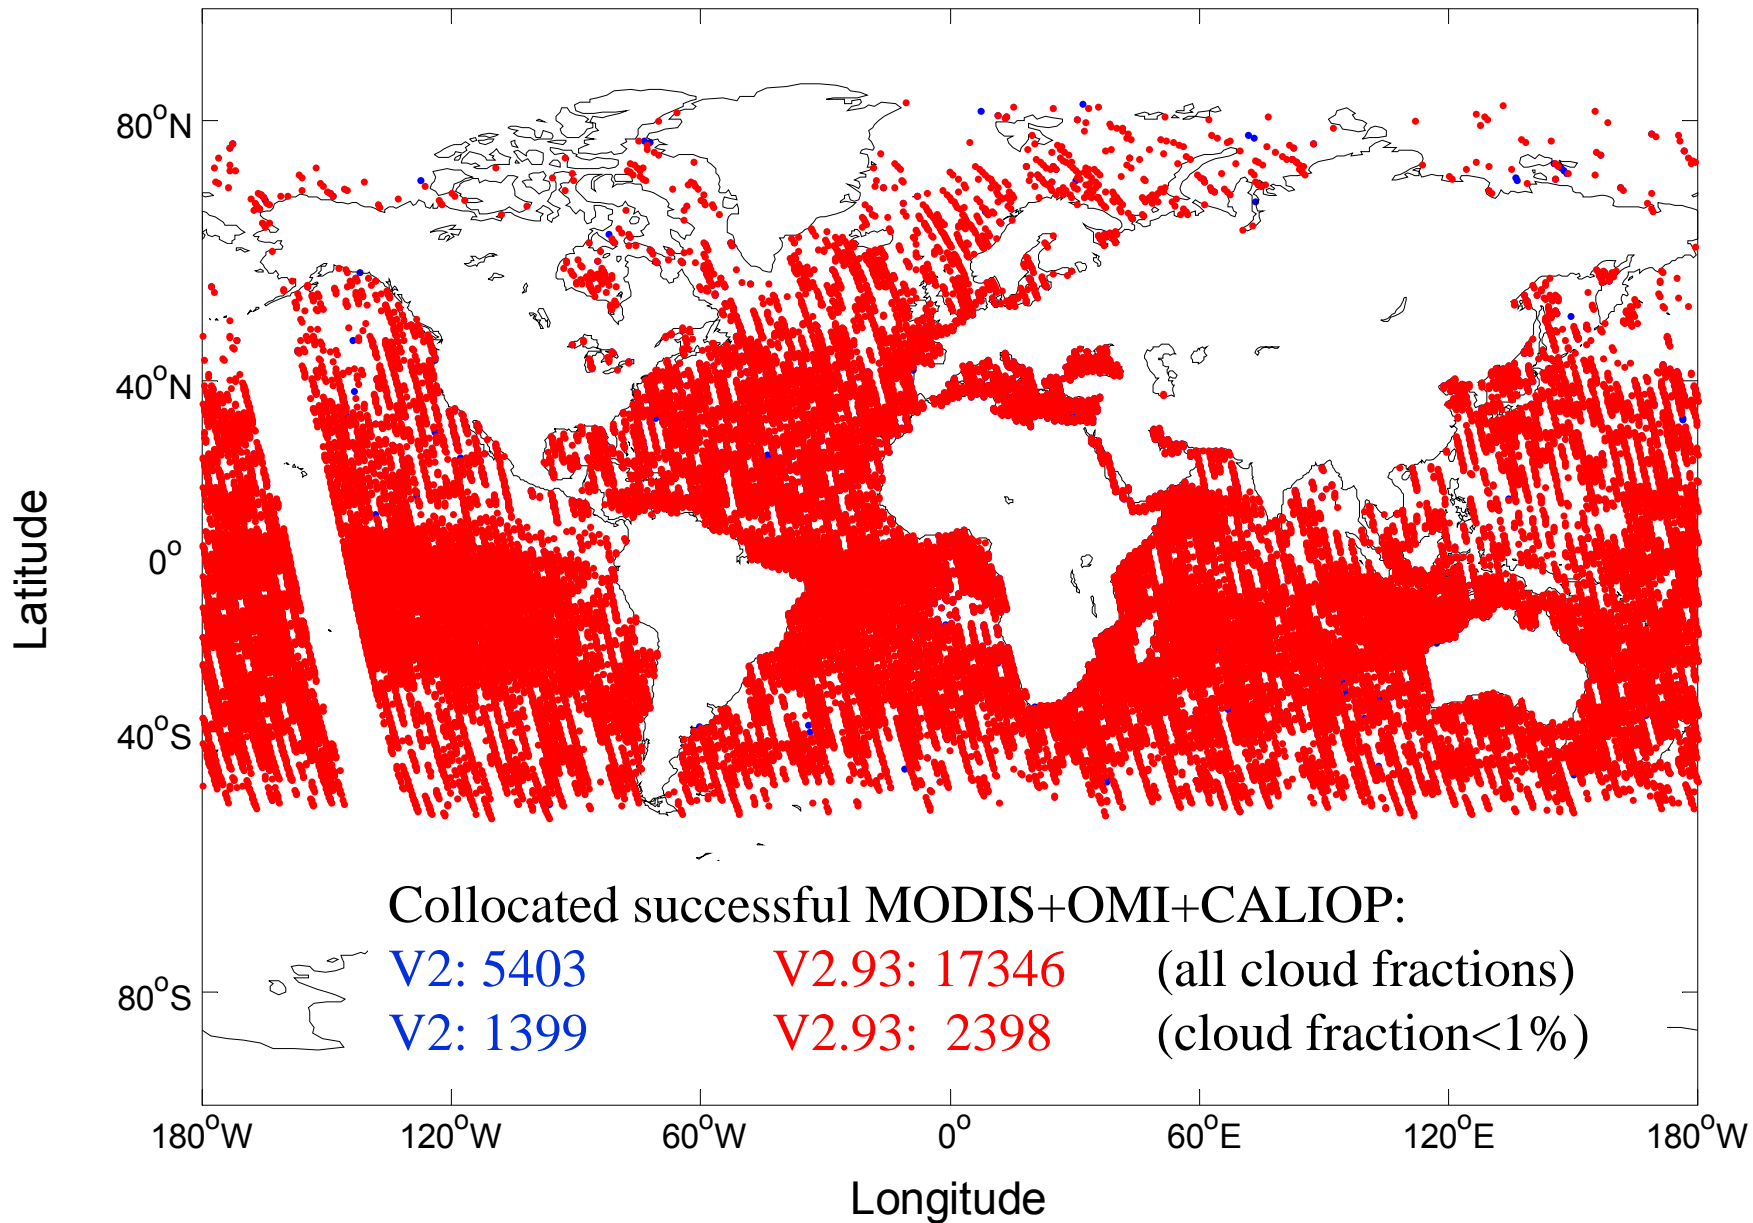 80°N
40°N
0°
40°S
80°S
Latitude
Collocated successful MODIS+OMI+CALIOP:
V2: 5403 V2.93: 17346 (all cloud fractions)
V2: 1399 V2.93: 2398 (cloud fraction<1%)
180°W 120°W 60°W 0° 60°E 120°E 180°W
Longitude